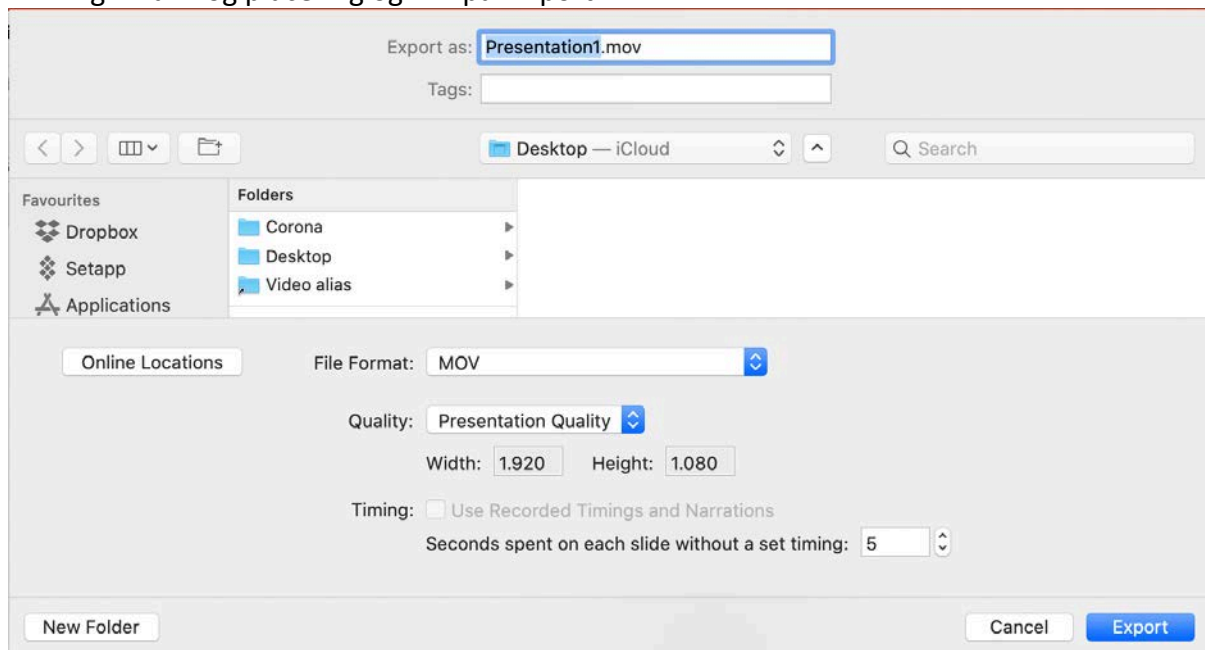 Export as: Presentation1.mov
Tags:
Desktop — iCloud
Search
Favourites
Dropbox
Setapp
Applications
Folders
Corona
Desktop
Video alias
Online Locations
File Format: MOV
Quality: Presentation Quality
Width: 1.920 Height: 1.080
Timing: Use Recorded Timings and Narrations
Seconds spent on each slide without a set timing: 5
New Folder
Cancel
Export